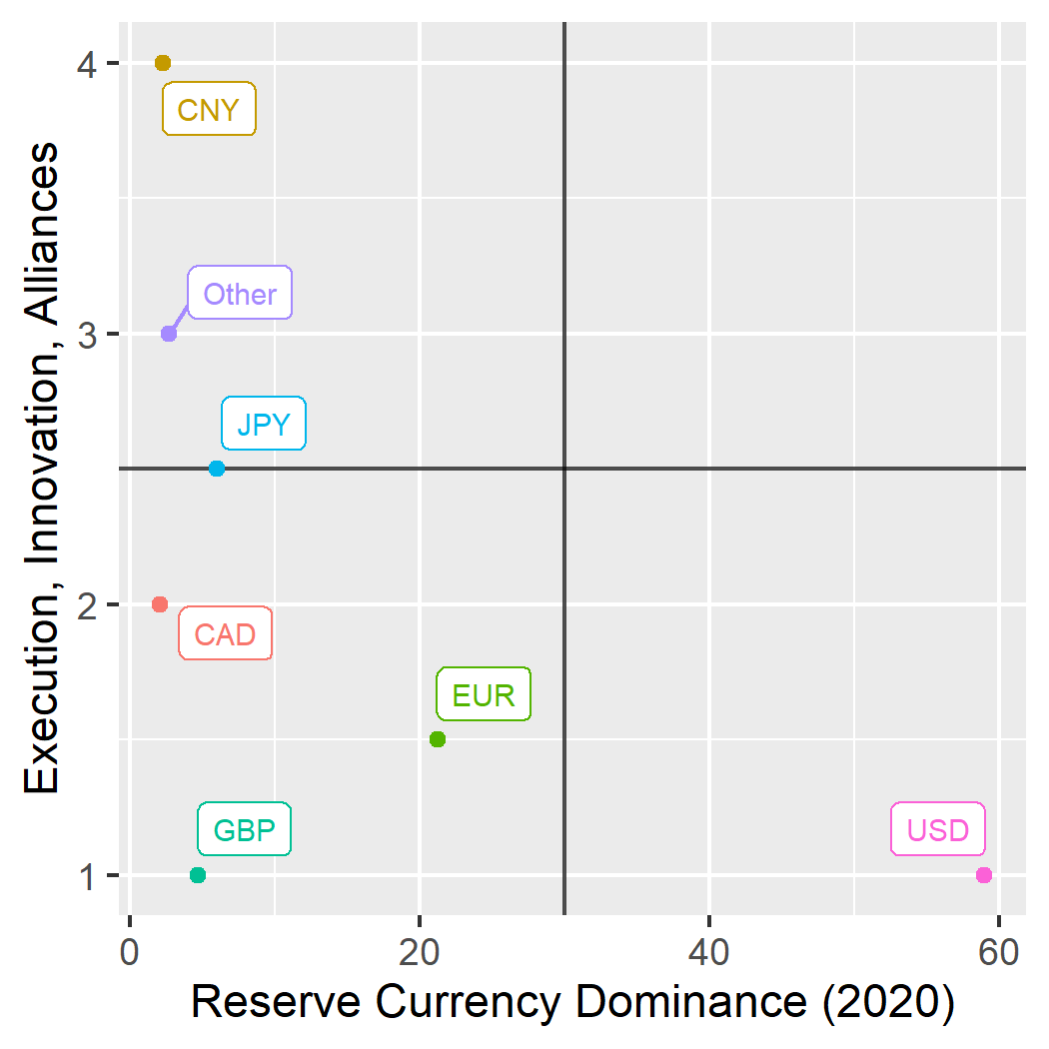 4
CNY
Other
3
JPY
2
CAD
EUR
GBP
USD
1
0 20 40 60
Reserve Currency Dominance (2020)
Execution, Innovation, Alliances